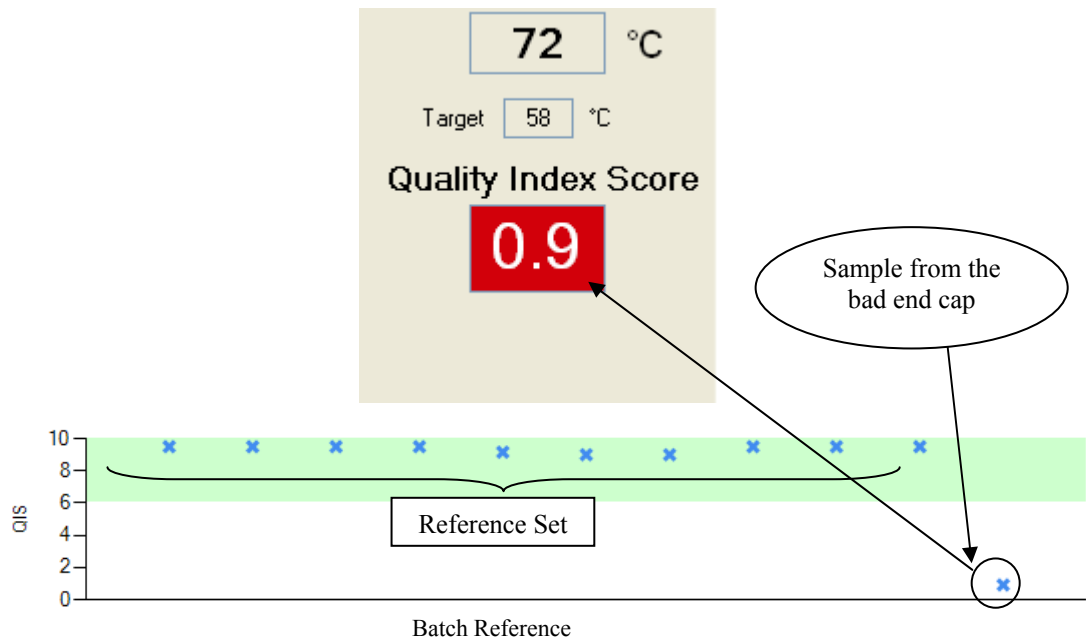 72 °C
Target 58 °C
Quality Index Score
0.9
Sample from the
bad end cap
10
8
6
Reference Set
4
2
0
QIS
Batch Reference